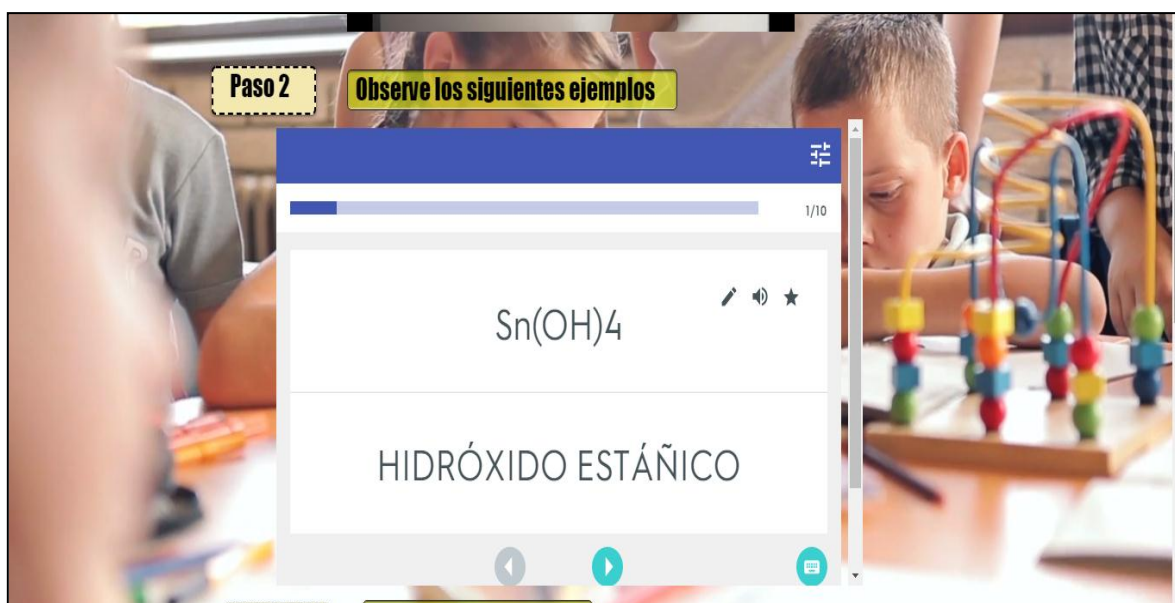 Paso 2
Observe los siguientes ejemplos
1/10
Sn(OH)4
HIDRÓXIDO ESTÁÑICO